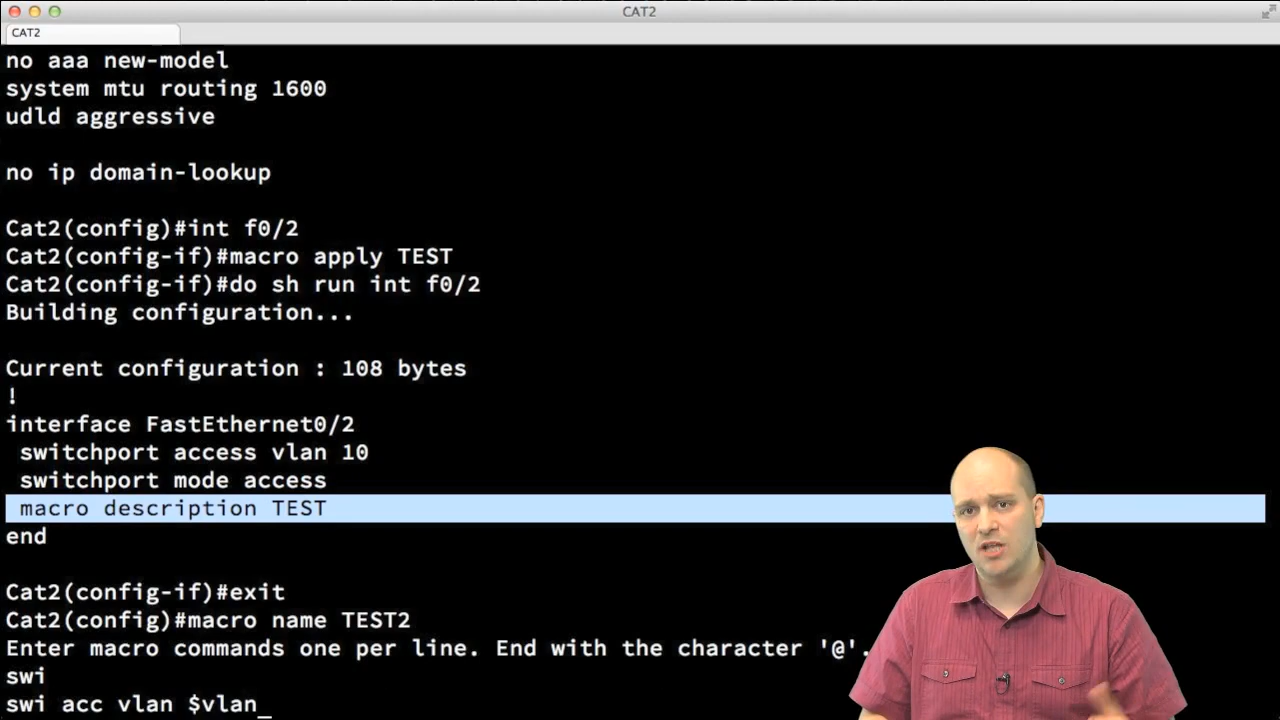 CAT2
CAT2
no aaa new-model
system mtu routing 1600
udld aggressive
no ip domain-lookup
Cat2(config)#int f0/2
Cat2(config-if)#macro apply TEST
Cat2(config-if)#do sh run int f0/2
Building configuration...
Current configuration : 108 bytes
!
interface FastEthernet0/2
switchport access vlan 10
switchport mode access
macro description TEST
end
Cat2(config-if)#exit
Cat2(config)#macro name TEST2
Enter macro commands one per line. End with the character '@'.
swi
swi acc vlan $vlan_